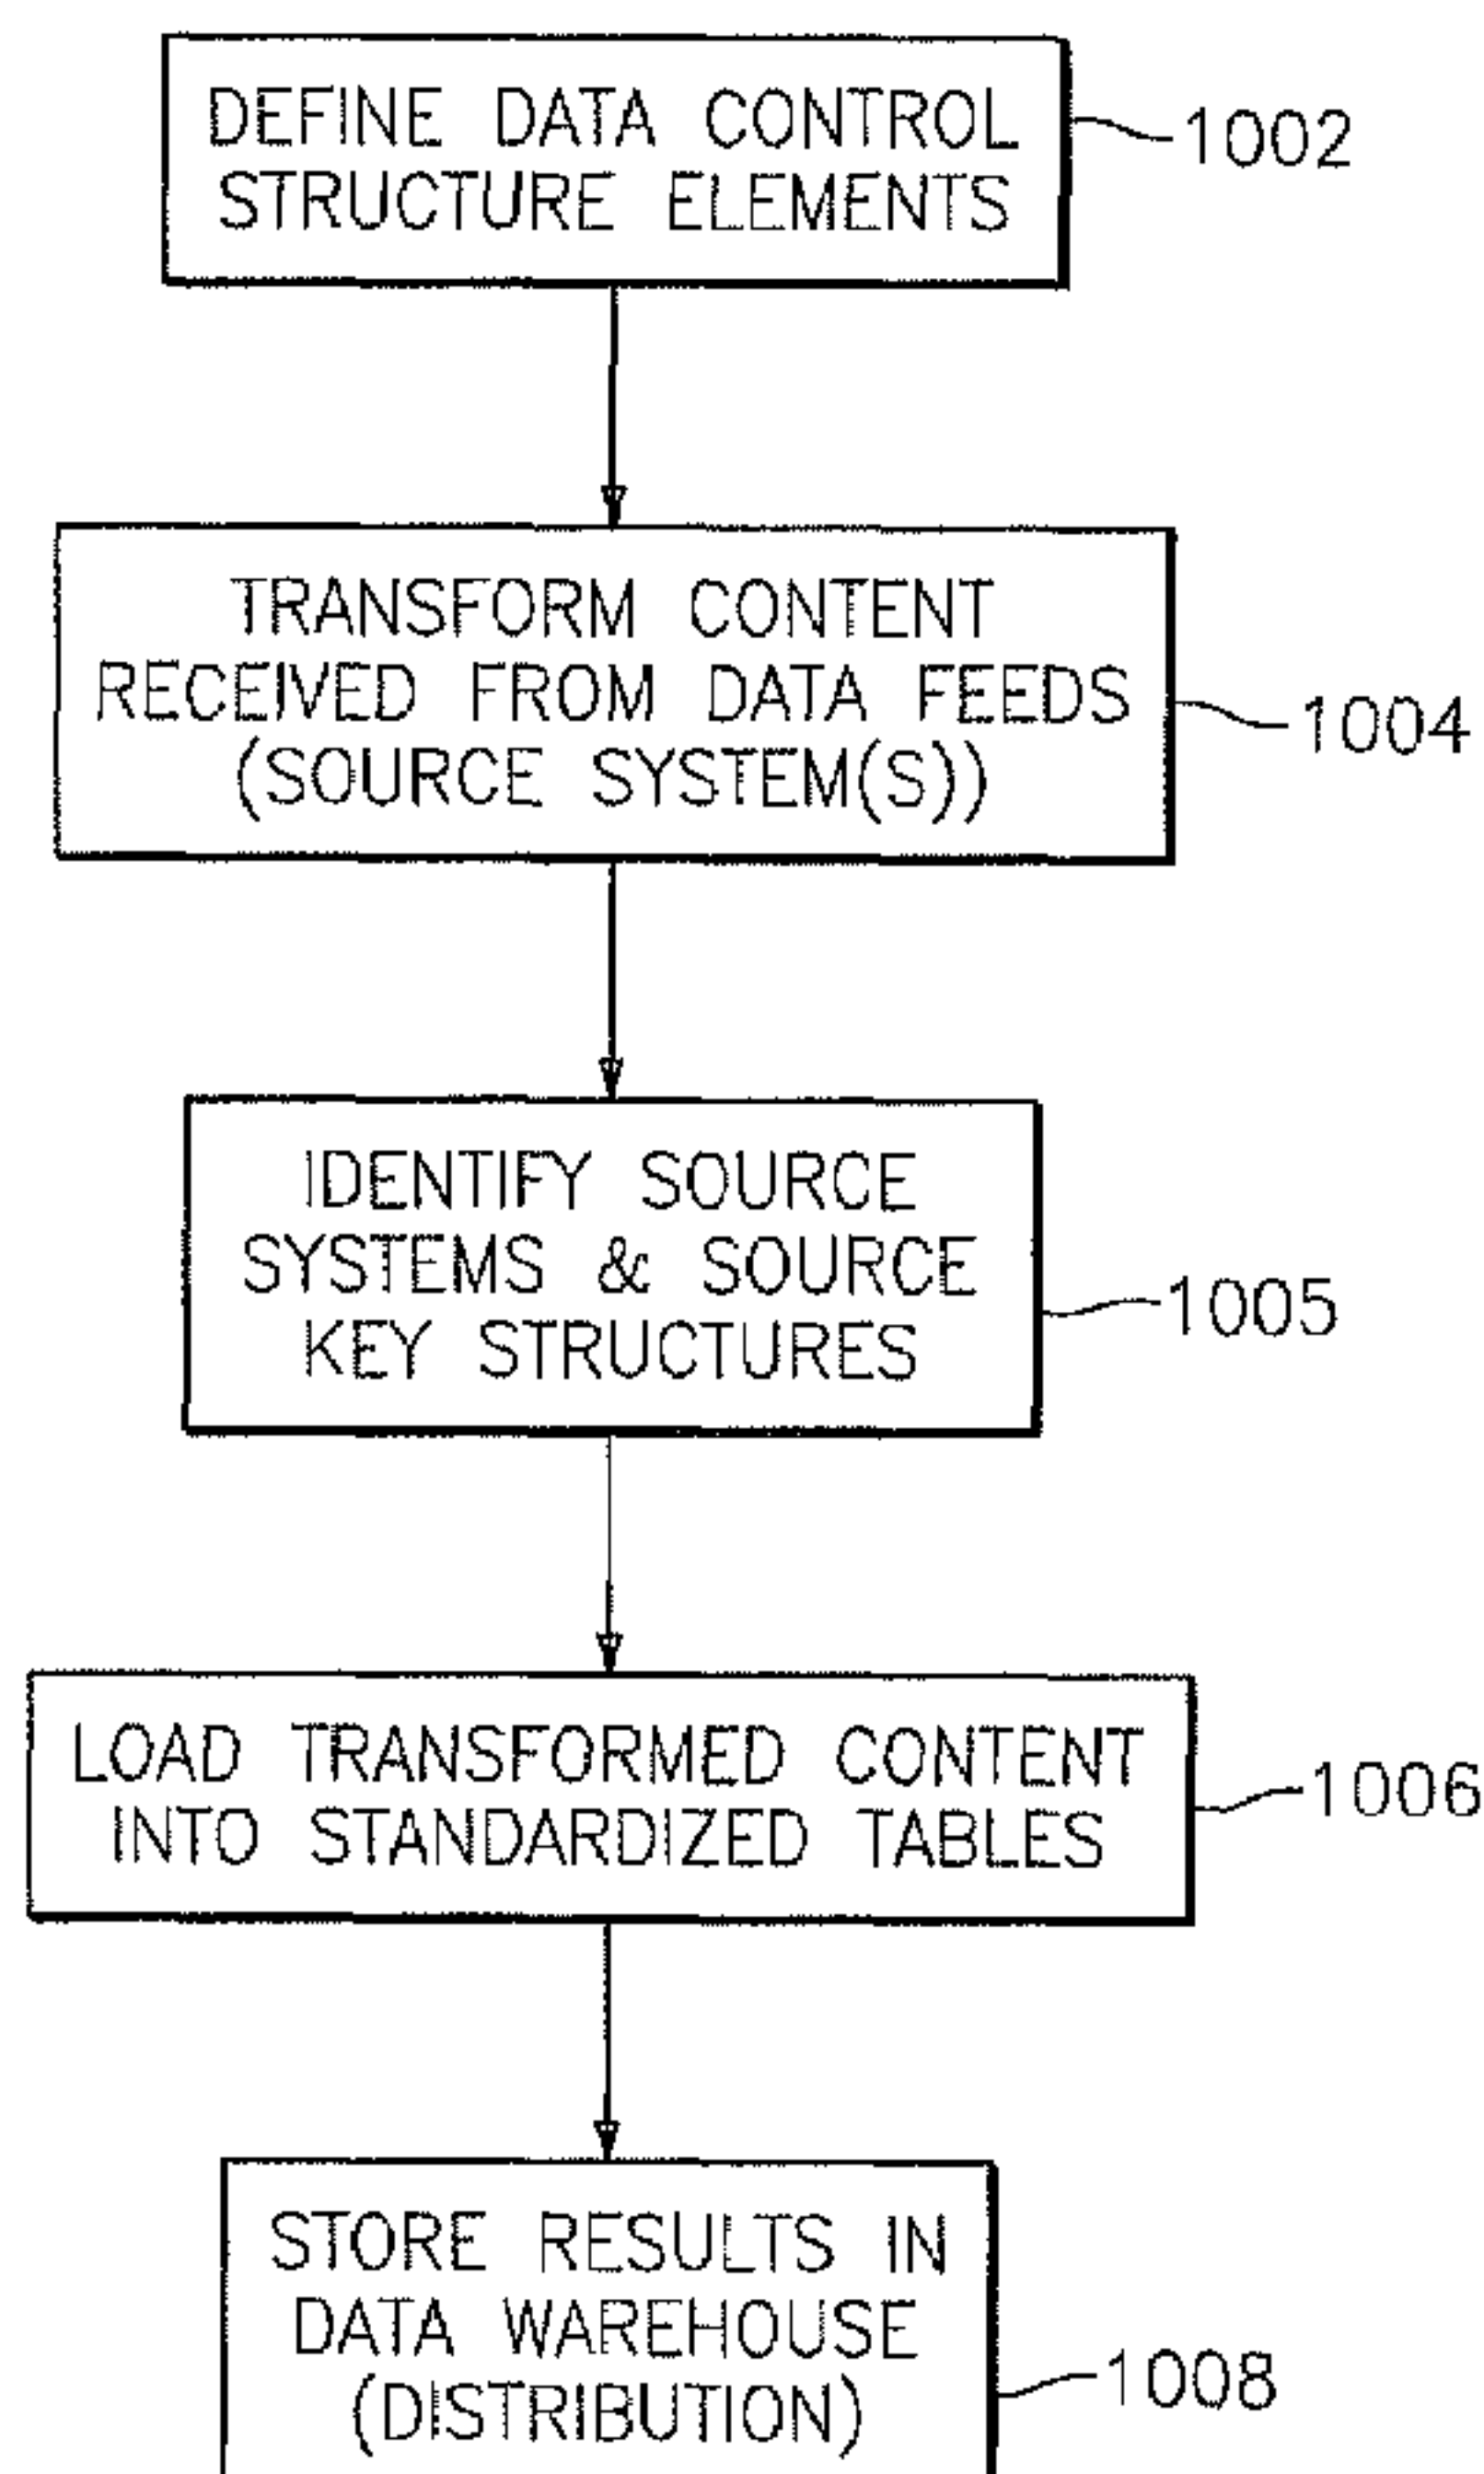 DEFINE DATA CONTROL
STRUCTURE ELEMENTS
1002
TRANSFORM CONTENT
RECEIVED FROM DATA FEEDS
(SOURCE SYSTEM(S))
1004
IDENTIFY SOURCE
SYSTEMS & SOURCE
KEY STRUCTURES
1005
LOAD TRANSFORMED CONTENT
INTO STANDARDIZED TABLES
1006
STORE RESULTS IN
DATA WAREHOUSE
(DISTRIBUTION)
1008